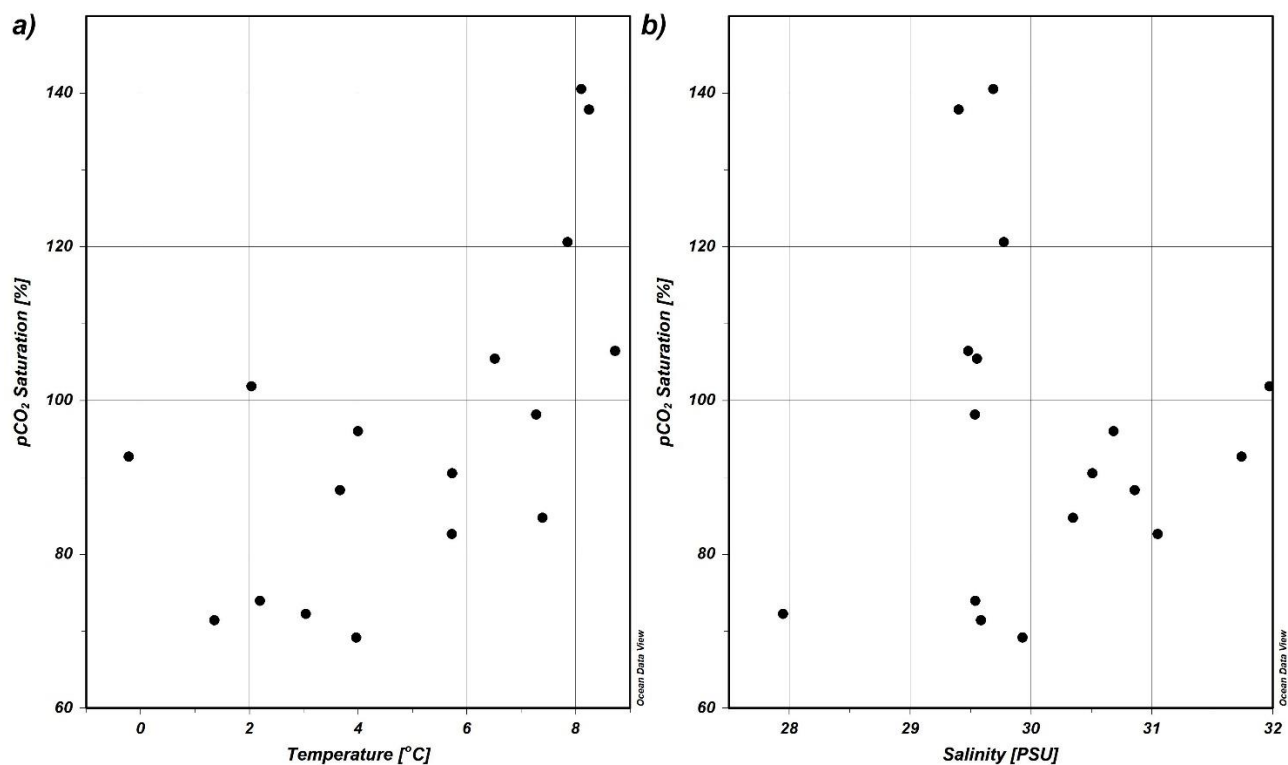 a)
140
120
100
80
60
pCO₂ Saturation [%]
0 2 4 6 8
Temperature [°C]
Ocean Data View
b)
140
120
100
80
60
pCO₂ Saturation [%]
28 29 30 31 32
Salinity [PSU]
Ocean Data View